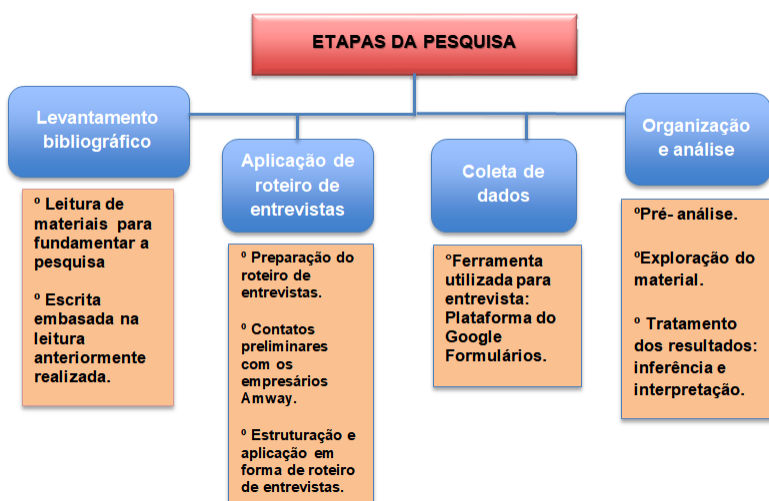 ETAPAS DA PESQUISA
Levantamento
bibliográfico
º Leitura de
materiais para
fundamentar a
pesquisa
º Escrita
embasada na
leitura
anteriormente
realizada.
Aplicação de
roteiro de
entrevistas
º Preparação do
roteiro de
entrevistas.
º Contatos
preliminares
com os
empresários
Amway.
º Estruturação e
aplicação em
forma de roteiro
de entrevistas.
Coleta de
dados
°Ferramenta
utilizada para
entrevista:
Plataforma do
Google
Formulários.
Organização
e análise
ºPré- análise.
ºExploração do
material.
º Tratamento
dos resultados:
inferência e
interpretação.